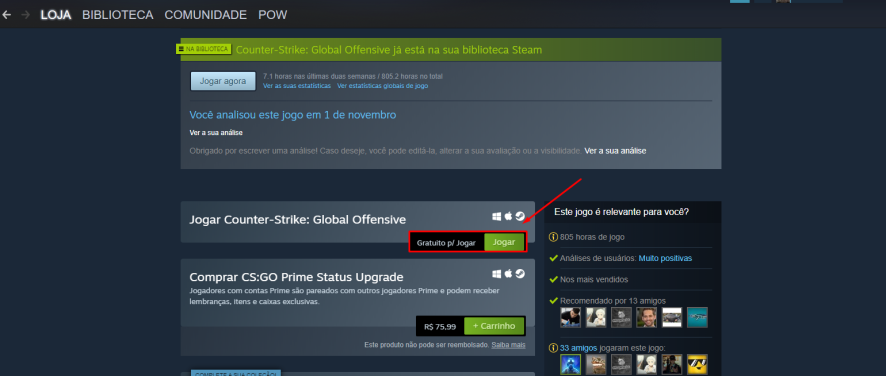 LOJA BIBLIOTECA COMUNIDADE POW
NA BIBLIOTECA Counter-Strike: Global Offensive já está na sua biblioteca Steam
Jogar agora
7.1 horas nas últimas duas semanas / 805.2 horas no total
Ver as suas estatísticas Ver estatísticas globais de jogo
Você analisou este jogo em 1 de novembro
Ver a sua análise
Obrigado por escrever uma análise! Caso deseje, você pode editá-la, alterar a sua avaliação ou a visibilidade. Ver a sua análise
Jogar Counter-Strike: Global Offensive
Gratuito p/ Jogar Jogar
Comprar CS:GO Prime Status Upgrade
Jogadores com contas Prime são pareados com outros jogadores Prime e podem receber
lembranças, itens e caixas exclusivas.
R$ 75,99 + Carrinho
Este produto não pode ser reembolsado. Saiba mais
COMPLETE A SUA COLEÇÃO!
Este jogo é relevante para você?
805 horas de jogo
Análises de usuários: Muito positivas
Nos mais vendidos
Recomendado por 13 amigos
33 amigos jogaram este jogo: